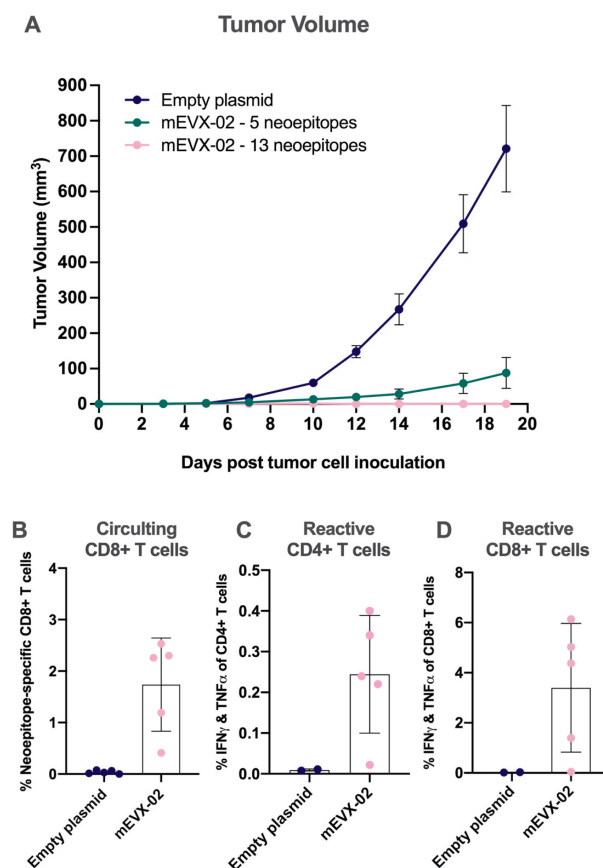 A Tumor Volume
900
800
700
600
500
400
300
200
100
0
Tumor Volume (mm³)
Empty plasmid
mEVX-02 - 5 neoepitopes
mEVX-02 - 13 neoepitopes
0 2 4 6 8 10 12 14 16 18 20
Days post tumor cell inoculation
B Circulting
CD8+ T cells
% Neoepitope-specific CD8+ T cells
4
3
2
1
0
Empty plasmid
mEVX-02
C Reactive
CD4+ T cells
% IFNγ & TNFα of CD4+ T cells
0.5
0.4
0.3
0.2
0.1
0.0
Empty plasmid
mEVX-02
D Reactive
CD8+ T cells
% IFNγ & TNFα of CD8+ T cells
8
6
4
2
0
Empty plasmid
mEVX-02